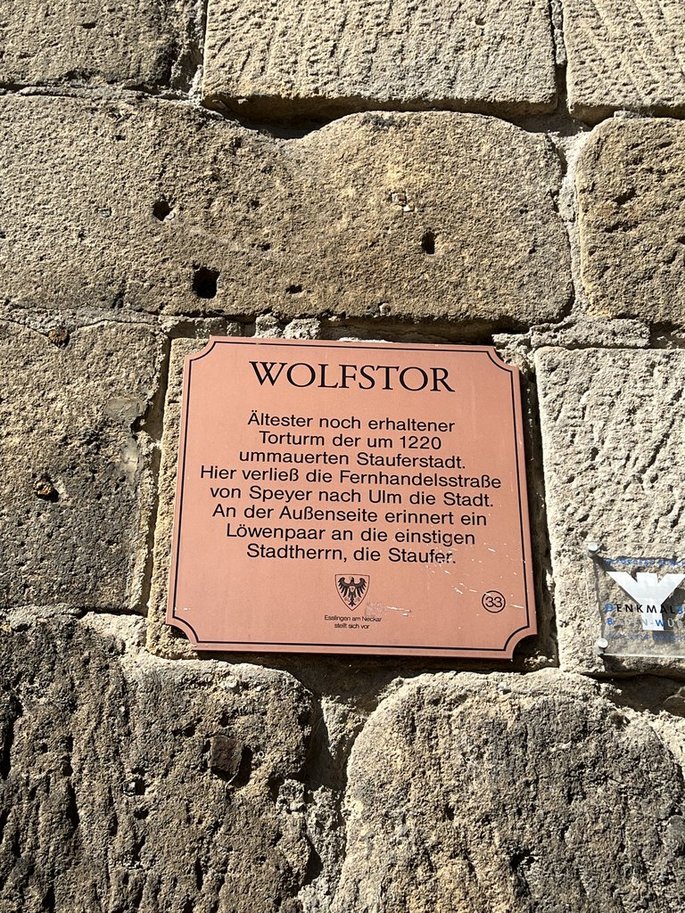 WOLFSTOR
Ältester noch erhaltener
Torturm der um 1220
ummauerten Stauferstadt.
Hier verließ die Fernhandelsstraße
von Speyer nach Ulm die Stadt.
An der Außenseite erinnert ein
Löwenpaar an die einstigen
Stadtherrn, die Staufer.
Esslingen am Neckar
stellt sich vor
33